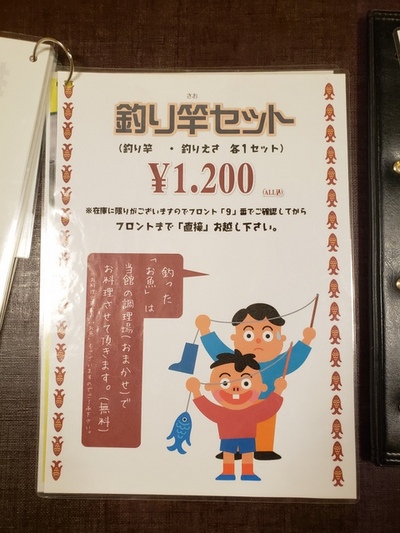 さお
釣り竿セット
(釣り竿 ・釣りえさ 各1セット)
¥1.200 (ALL込)
※在庫に限りがございますのでフロント「9」番でご確認してから
フロントまで「直接」お越し下さい。
釣った
「お魚」は
当館の調理場(おまかせ)で
お料理させて頂きます。(無料)